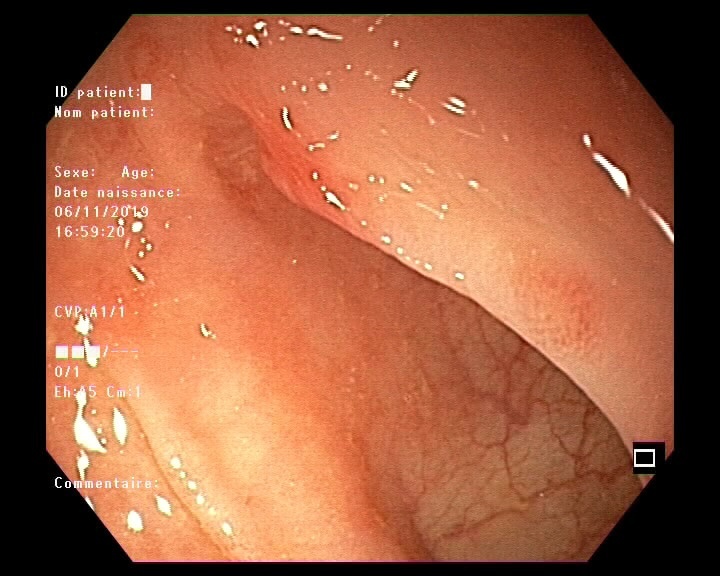 ID patient:
Nom patient:
Sexe: Age:
Date naissance:
06/11/2019
16:59:20
CVP:A1/1
/---
0/1
Eh:A5 Cm:1
Commentaire: